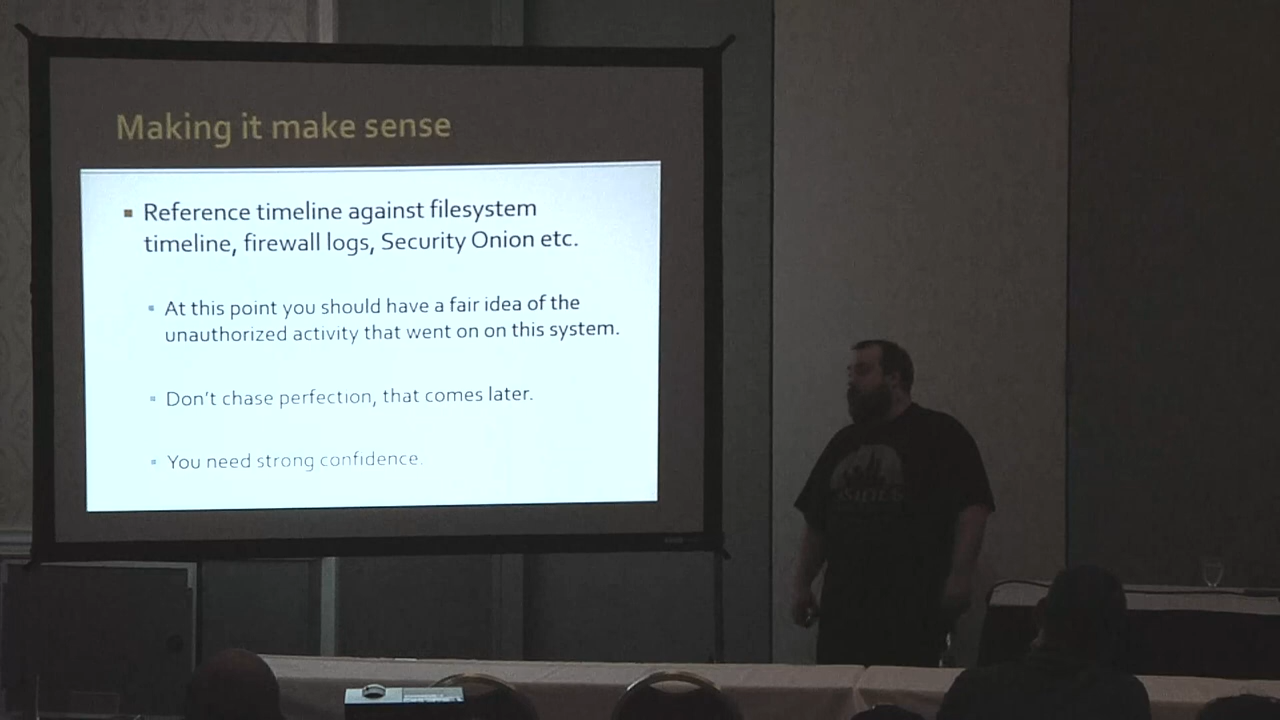 Making it make sense
Reference timeline against filesystem
timeline, firewall logs, Security Onion etc.
At this point you should have a fair idea of the
unauthorized activity that went on on this system.
Don't chase perfection, that comes later.
You need strong confidence.